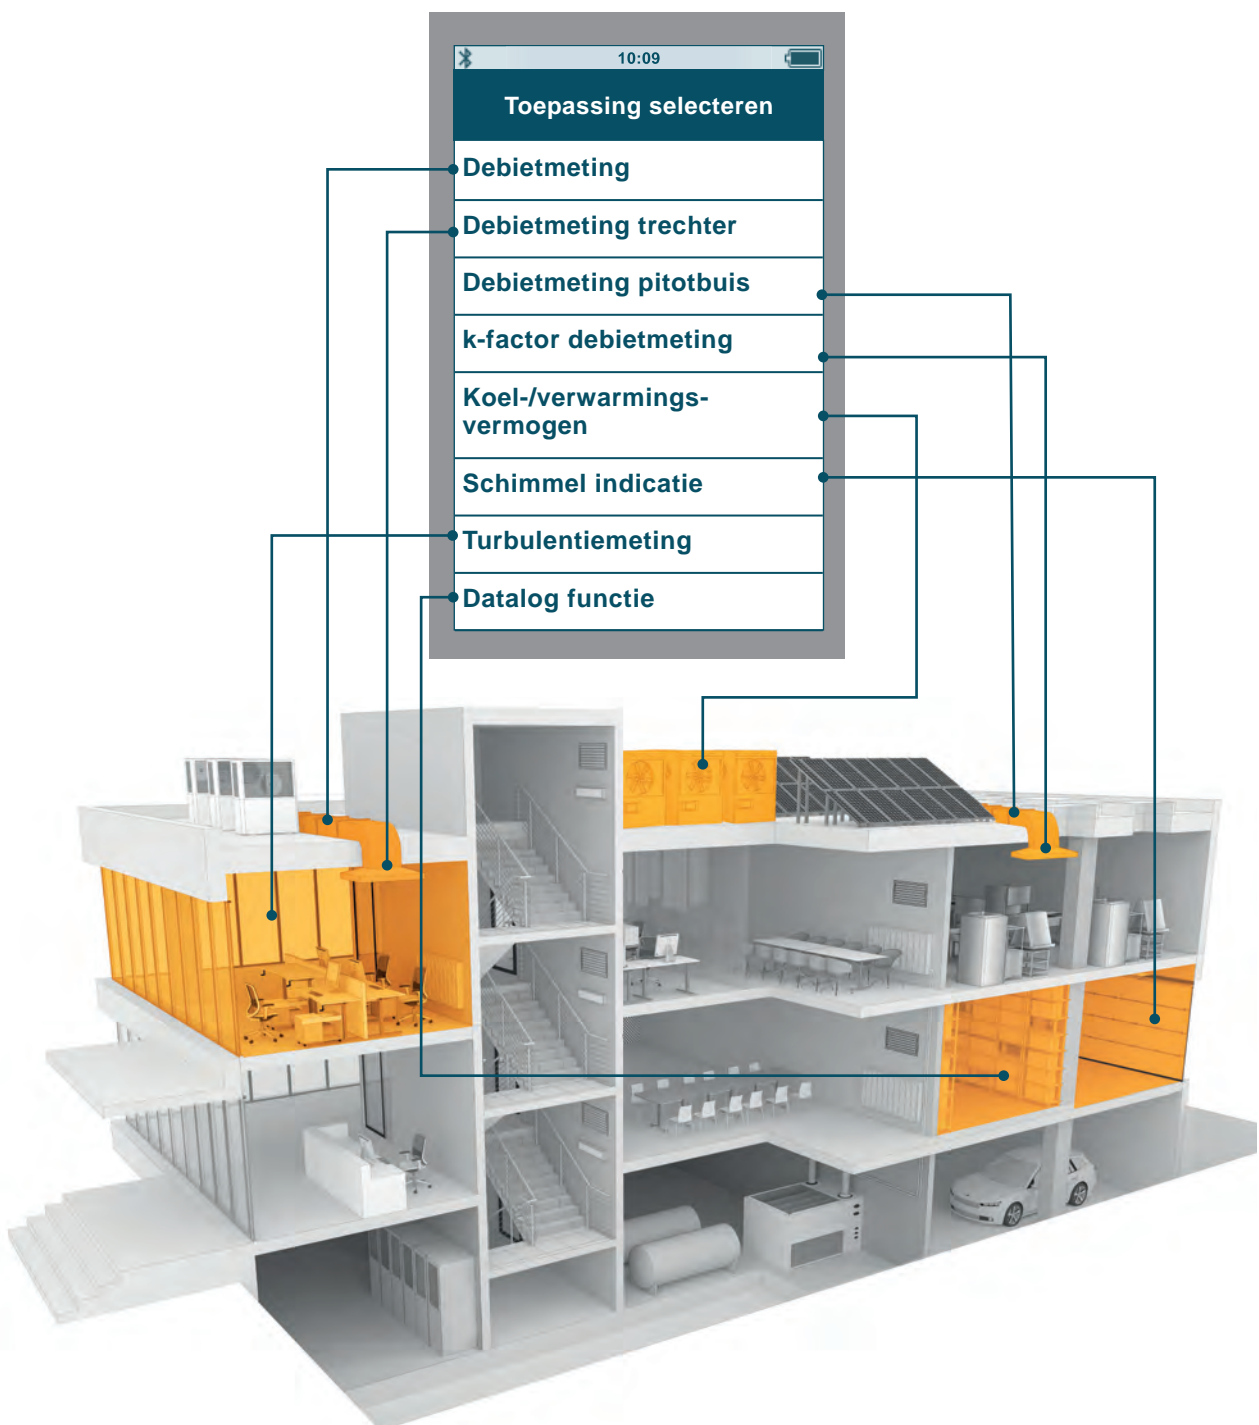 10:09
Toepassing selecteren
Debietmeting
Debietmeting trechter
Debietmeting pitotbuis
k-factor debietmeting
Koel-/verwarmings-
vermogen
Schimmel indicatie
Turbulentiemeting
Datalog functie